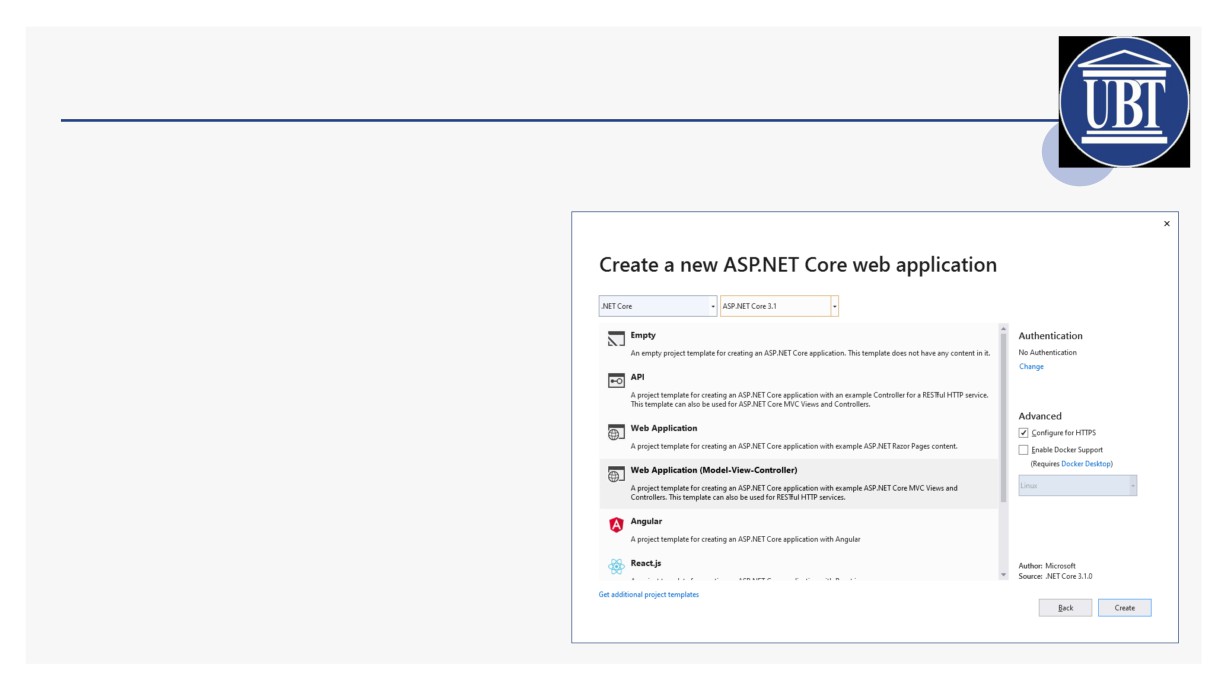 UBT
×
Create a new ASP.NET Core web application
.NET Core
ASP.NET Core 3.1
Empty
An empty project template for creating an ASP.NET Core application. This template does not have any content in it.
API
A project template for creating an ASP.NET Core application with an example Controller for a RESTful HTTP service.
This template can also be used for ASP.NET Core MVC Views and Controllers.
Web Application
A project template for creating an ASP.NET Core application with example ASP.NET Razor Pages content.
Web Application (Model-View-Controller)
A project template for creating an ASP.NET Core application with example ASP.NET Core MVC Views and
Controllers. This template can also be used for RESTful HTTP services.
Angular
A project template for creating an ASP.NET Core application with Angular
React.js
Get additional project templates
Authentication
No Authentication
Change
Advanced
Configure for HTTPS
Enable Docker Support
(Requires Docker Desktop)
Linux
Author: Microsoft
Source: .NET Core 3.1.0
Back
Create